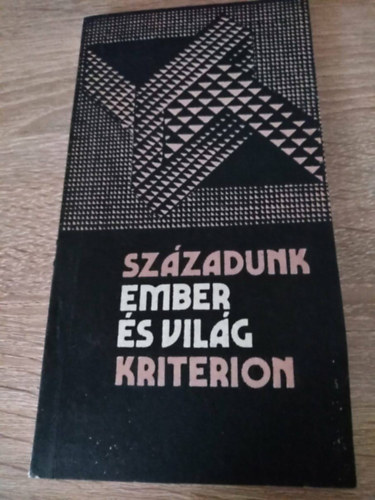 SZÁZADUNK
EMBER
ÉS VILÁG
KRITERION